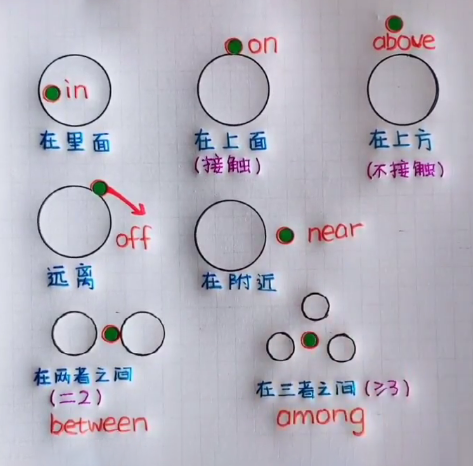 in
on
above
在里面
在上面
(接触)
在上方
(不接触)
off
near
远离
在附近
在两者之间
(=2)
between
在三者之间(≥3)
among